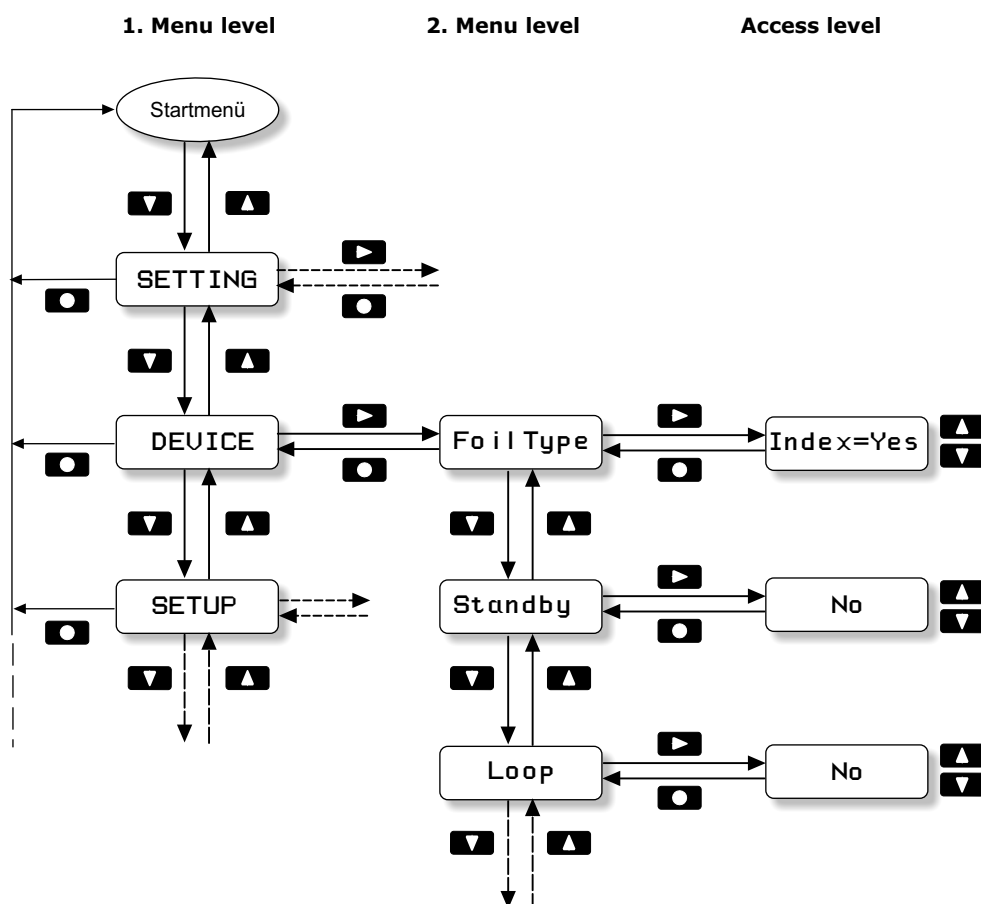 1. Menu level 2. Menu level Access level
Startmenü
SETTING
DEVICE FoilType Index=Yes
SETUP Standby No
Loop No